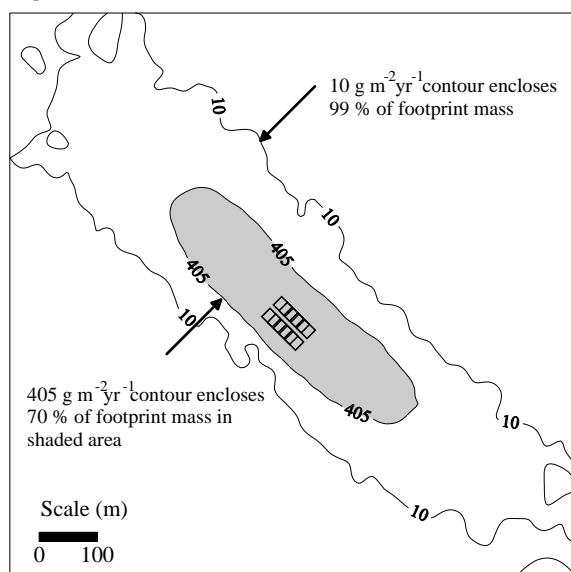 10 g m⁻²yr⁻¹contour encloses
99 % of footprint mass
10
10
405
405
10
405 g m⁻²yr⁻¹contour encloses
70 % of footprint mass in
shaded area
405
10
10
Scale (m)
0 100